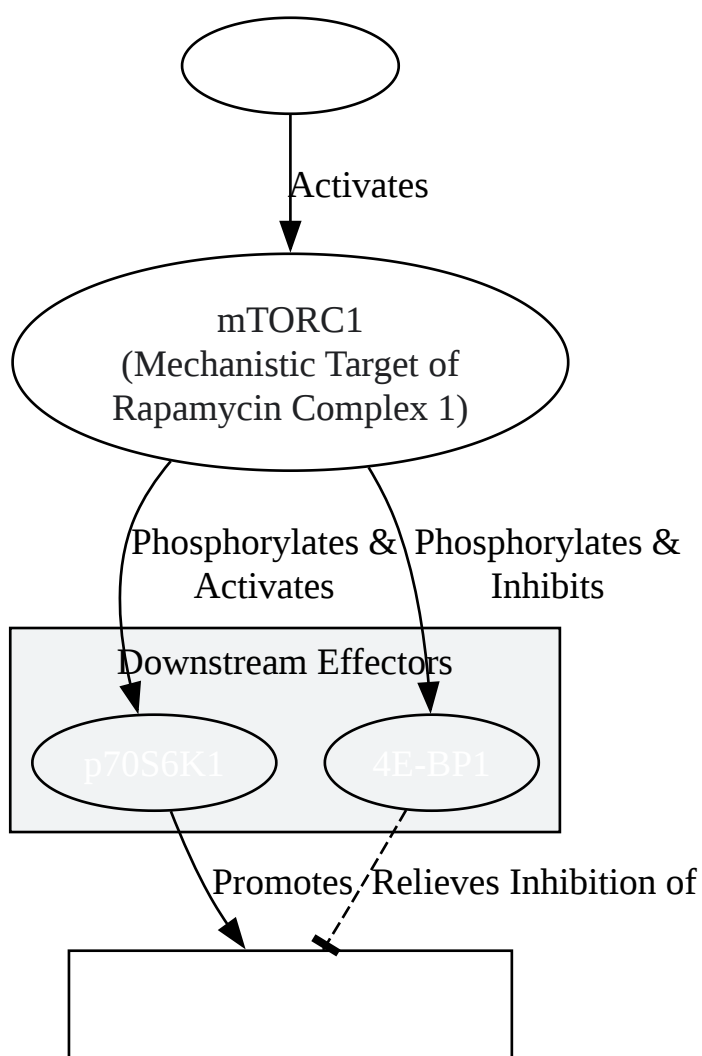 Activates
mTORC1
(Mechanistic Target of
Rapamycin Complex 1)
Phosphorylates &
Activates
Phosphorylates &
Inhibits
Downstream Effectors
p70S6K1
4E-BP1
Promotes
Relieves Inhibition of